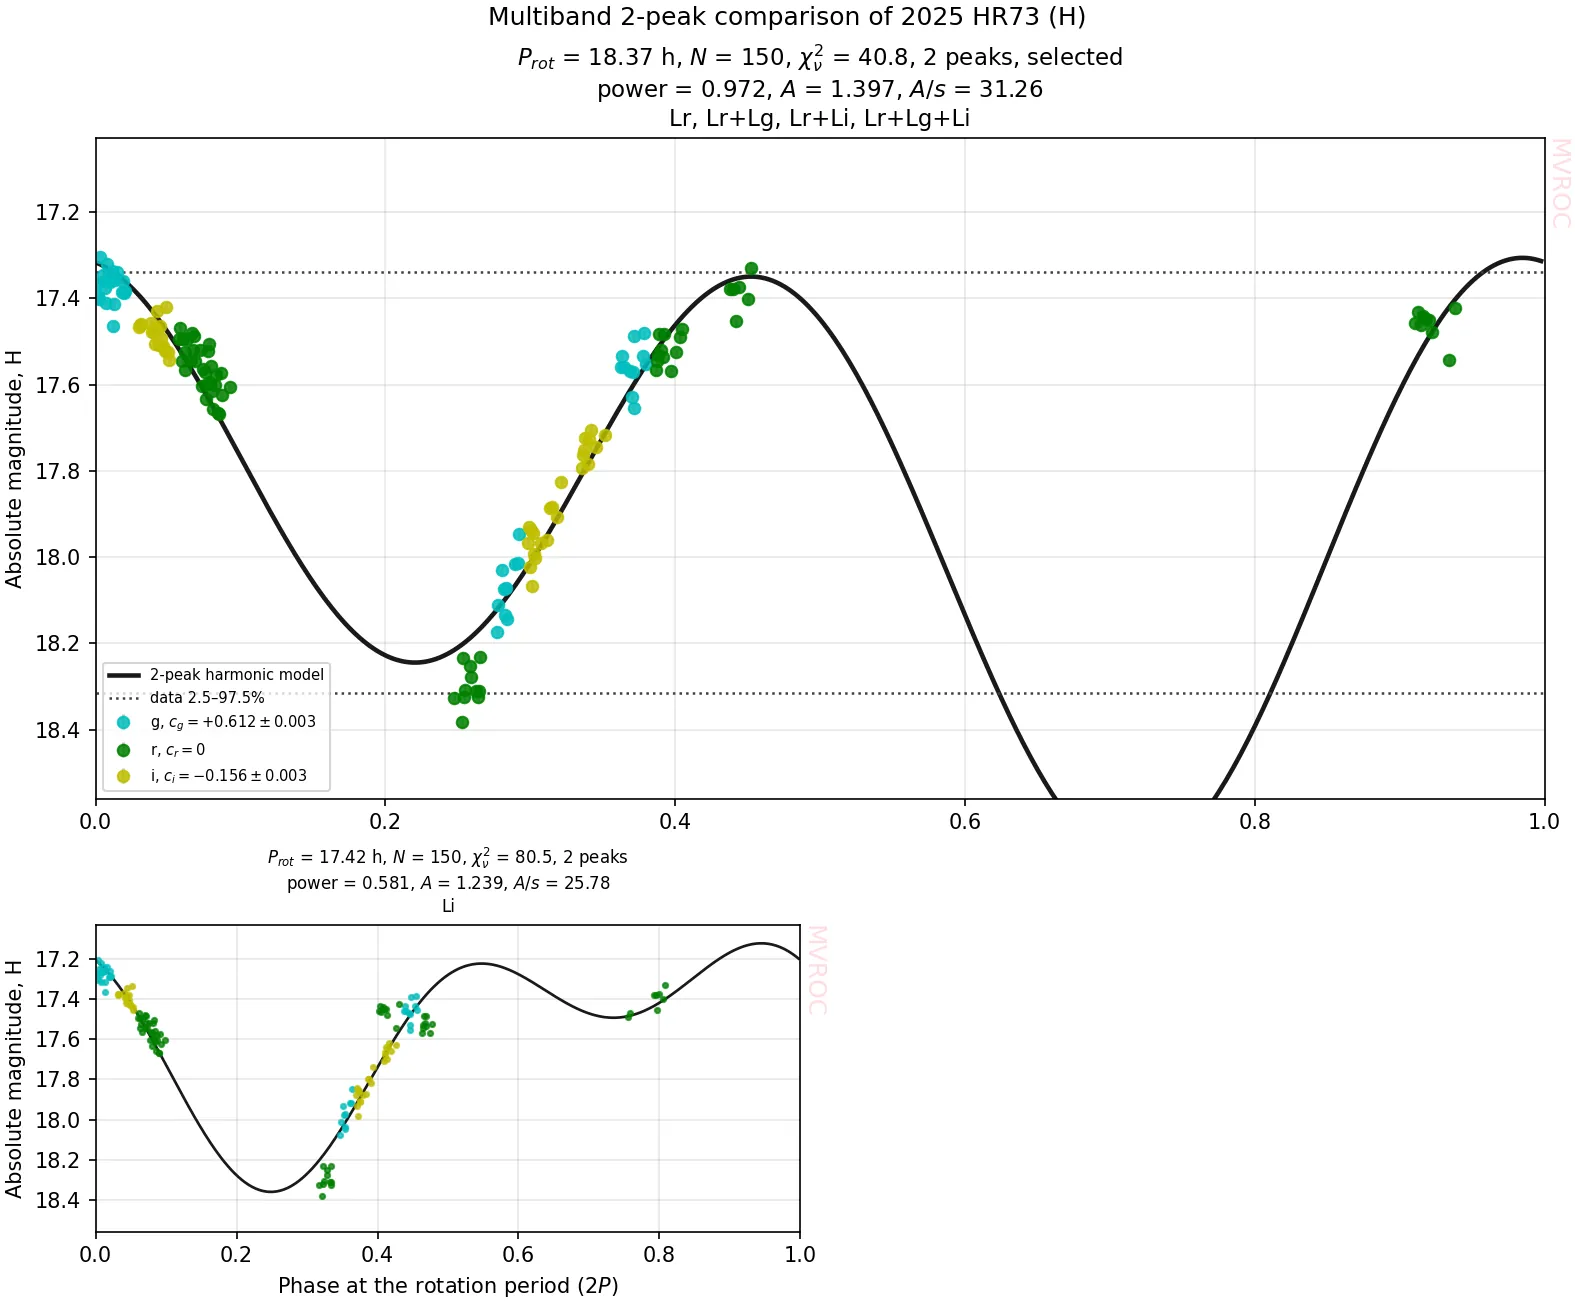 Multiband 2-peak comparison of 2025 HR73 (H)
P_rot = 18.37 h, N = 150, χ²_ν = 40.8, 2 peaks, selected
power = 0.972, A = 1.397, A/s = 31.26
Lr, Lr+Lg, Lr+Li, Lr+Lg+Li
MVROC
Absolute magnitude, H
17.2
17.4
17.6
17.8
18.0
18.2
18.4
2-peak harmonic model
data 2.5–97.5%
g, c_g = +0.612 ± 0.003
r, c_r = 0
i, c_i = −0.156 ± 0.003
0.0 0.2 0.4 0.6 0.8 1.0
P_rot = 17.42 h, N = 150, χ²_ν = 80.5, 2 peaks
power = 0.581, A = 1.239, A/s = 25.78
Li
MVROC
Absolute magnitude, H
17.2
17.4
17.6
17.8
18.0
18.2
18.4
0.0 0.2 0.4 0.6 0.8 1.0
Phase at the rotation period (2P)